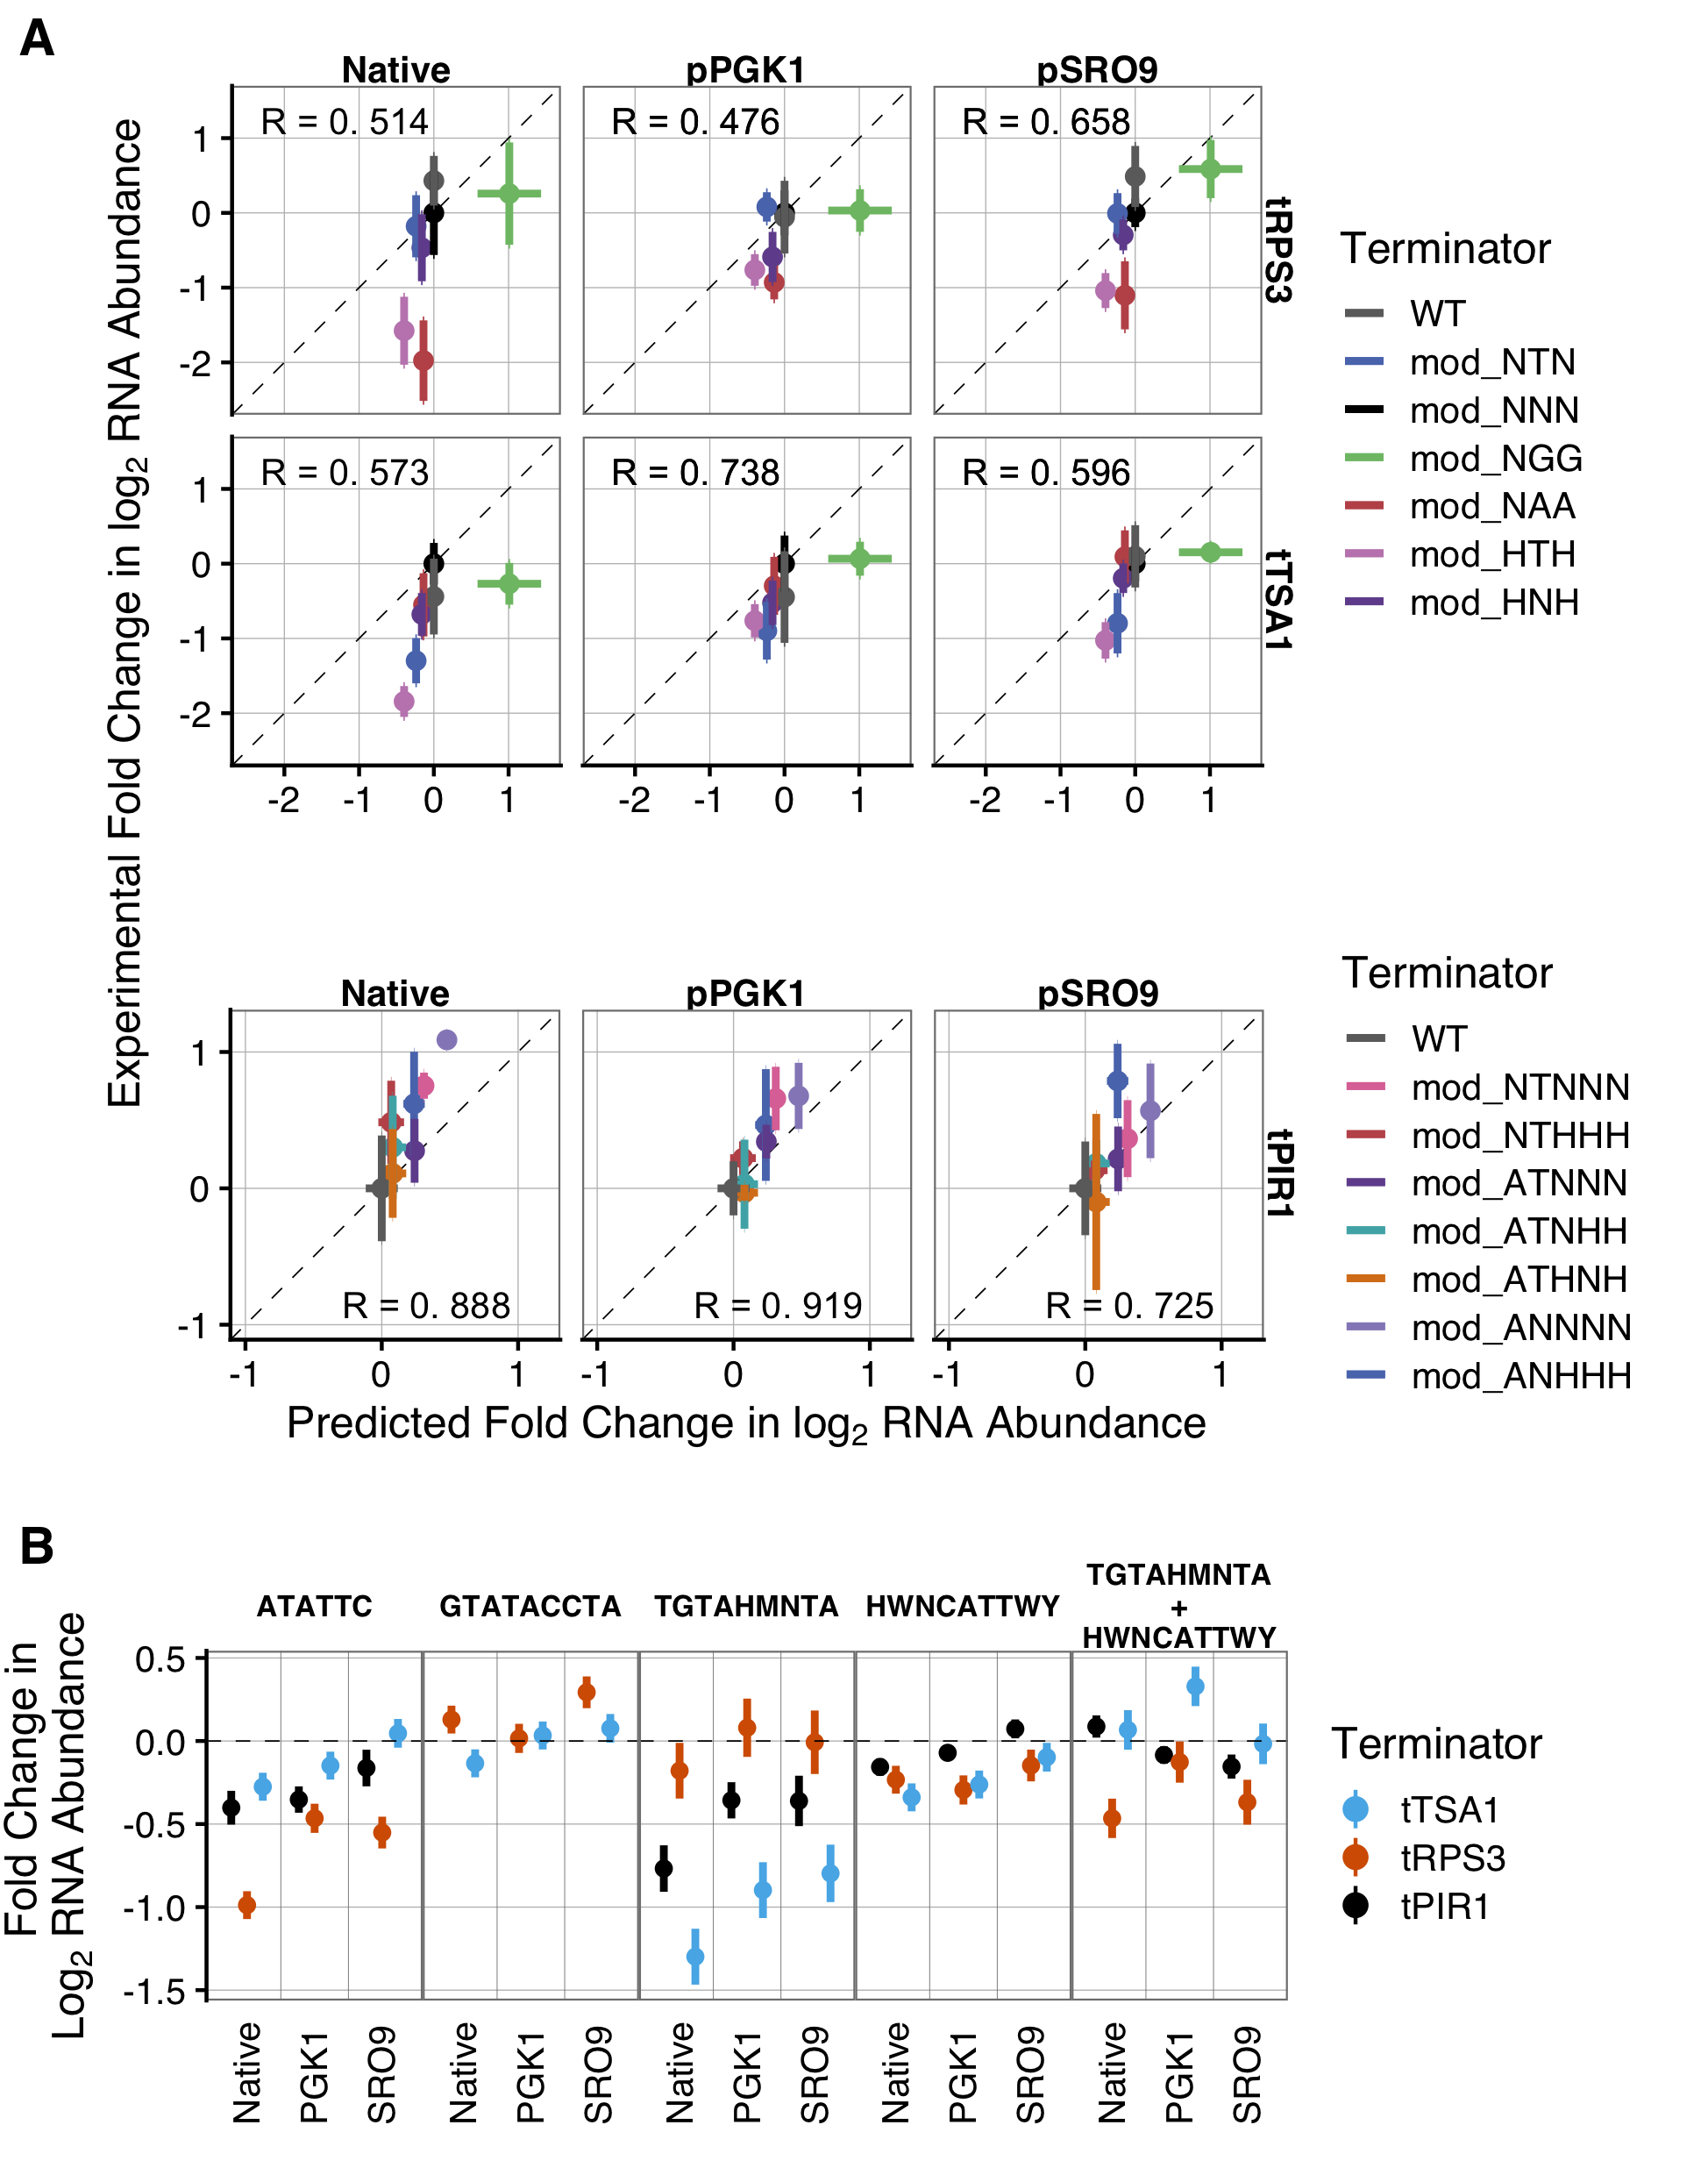 A
Native pPGK1 pSRO9
Experimental Fold Change in log2 RNA Abundance
R = 0. 514 R = 0. 476 R = 0. 658
1
0
-1
-2
tRPS3
R = 0. 573 R = 0. 738 R = 0. 596
1
0
-1
-2
tTSA1
-2 -1 0 1 -2 -1 0 1 -2 -1 0 1
Terminator
WT
mod_NTN
mod_NNN
mod_NGG
mod_NAA
mod_HTH
mod_HNH
Native pPGK1 pSRO9
1
0
-1
R = 0. 888 R = 0. 919 R = 0. 725
tPIR1
-1 0 1 -1 0 1 -1 0 1
Predicted Fold Change in log2 RNA Abundance
Terminator
WT
mod_NTNNN
mod_NTHHH
mod_ATNNN
mod_ATNHH
mod_ATHNH
mod_ANNNN
mod_ANHHH
B
Fold Change in
Log2 RNA Abundance
ATATTC GTATACCTA TGTAHMNTA HWNCATTWY TGTAHMNTA
+
HWNCATTWY
0.5
0.0
-0.5
-1.0
-1.5
Native PGK1 SRO9 Native PGK1 SRO9 Native PGK1 SRO9 Native PGK1 SRO9 Native PGK1 SRO9
Terminator
tTSA1
tRPS3
tPIR1